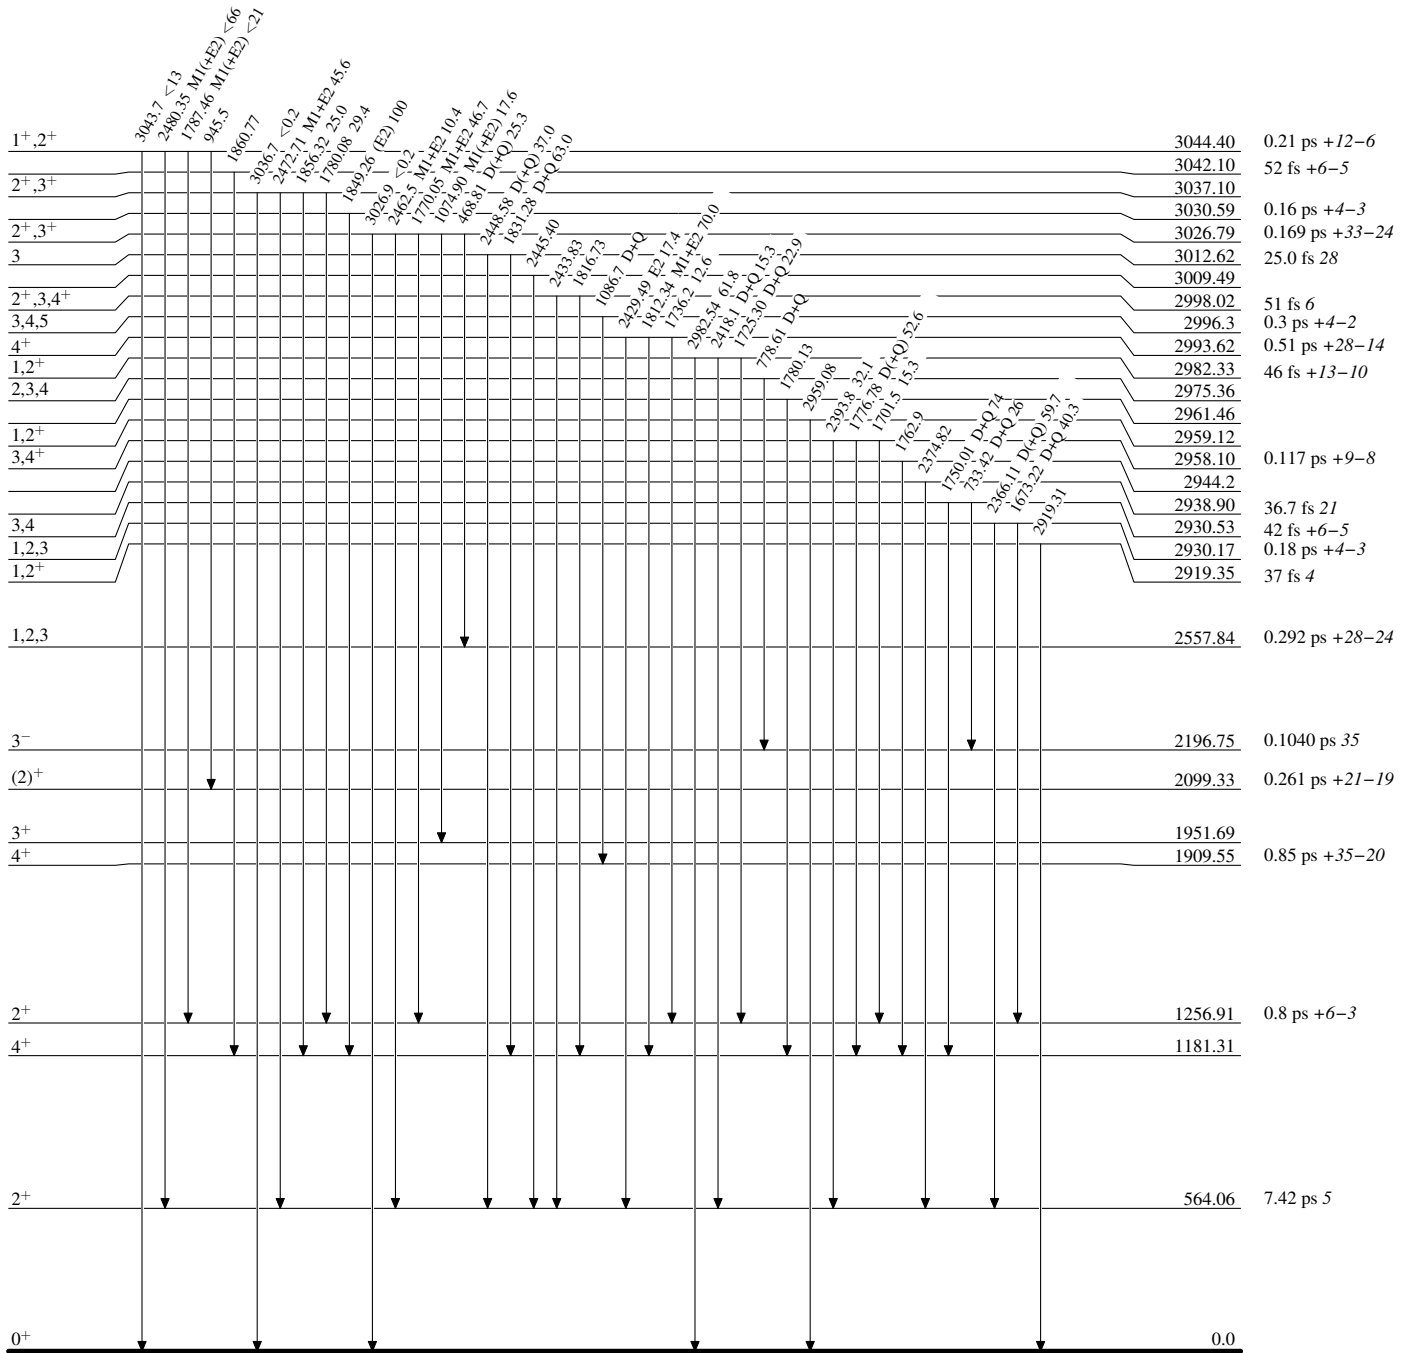 3043.7 <13
2480.35 M1(+E2) <66
1787.46 M1(+E2) <21
945.5
1860.77
3036.7 <0.2
2472.71 M1+E2 45.6
1856.32 25.0
1780.08 29.4
1849.26 (E2) 100
3026.9 <0.2
2462.5 M1+E2 10.4
1770.05 M1+E2 46.7
1074.90 M1(+E2) 17.6
468.81 D(+Q) 25.3
2448.58 D(+Q) 37.0
1831.28 D+Q 63.0
2445.40
2433.83
1816.73
1086.7 D+Q
2429.49 E2 17.4
1812.34 M1+E2 70.0
1736.2 12.6
2982.54 61.8
2418.1 D+Q 15.3
1725.30 D+Q 22.9
778.61 D+Q
1780.13
2959.08
2393.8 32.1
1776.78 D(+Q) 52.6
1701.5 15.3
1762.9
2374.82
1750.01 D+Q 74
733.42 D+Q 26
2366.11 D(+Q) 59.7
1673.22 D+Q 40.3
2919.31
1⁺,2⁺ 3044.40 0.21 ps +12−6
3042.10 52 fs +6−5
2⁺,3⁺ 3037.10
3030.59 0.16 ps +4−3
2⁺,3⁺ 3026.79 0.169 ps +33−24
3 3012.62 25.0 fs 28
3009.49
2⁺,3,4⁺ 2998.02 51 fs 6
3,4,5 2996.3 0.3 ps +4−2
4⁺ 2993.62 0.51 ps +28−14
1,2⁺ 2982.33 46 fs +13−10
2,3,4 2975.36
2961.46
1,2⁺ 2959.12
3,4⁺ 2958.10 0.117 ps +9−8
2944.2
2938.90 36.7 fs 21
3,4 2930.53 42 fs +6−5
1,2,3 2930.17 0.18 ps +4−3
1,2⁺ 2919.35 37 fs 4
1,2,3 2557.84 0.292 ps +28−24
3⁻ 2196.75 0.1040 ps 35
(2)⁺ 2099.33 0.261 ps +21−19
3⁺ 1951.69
4⁺ 1909.55 0.85 ps +35−20
2⁺ 1256.91 0.8 ps +6−3
4⁺ 1181.31
2⁺ 564.06 7.42 ps 5
0⁺ 0.0